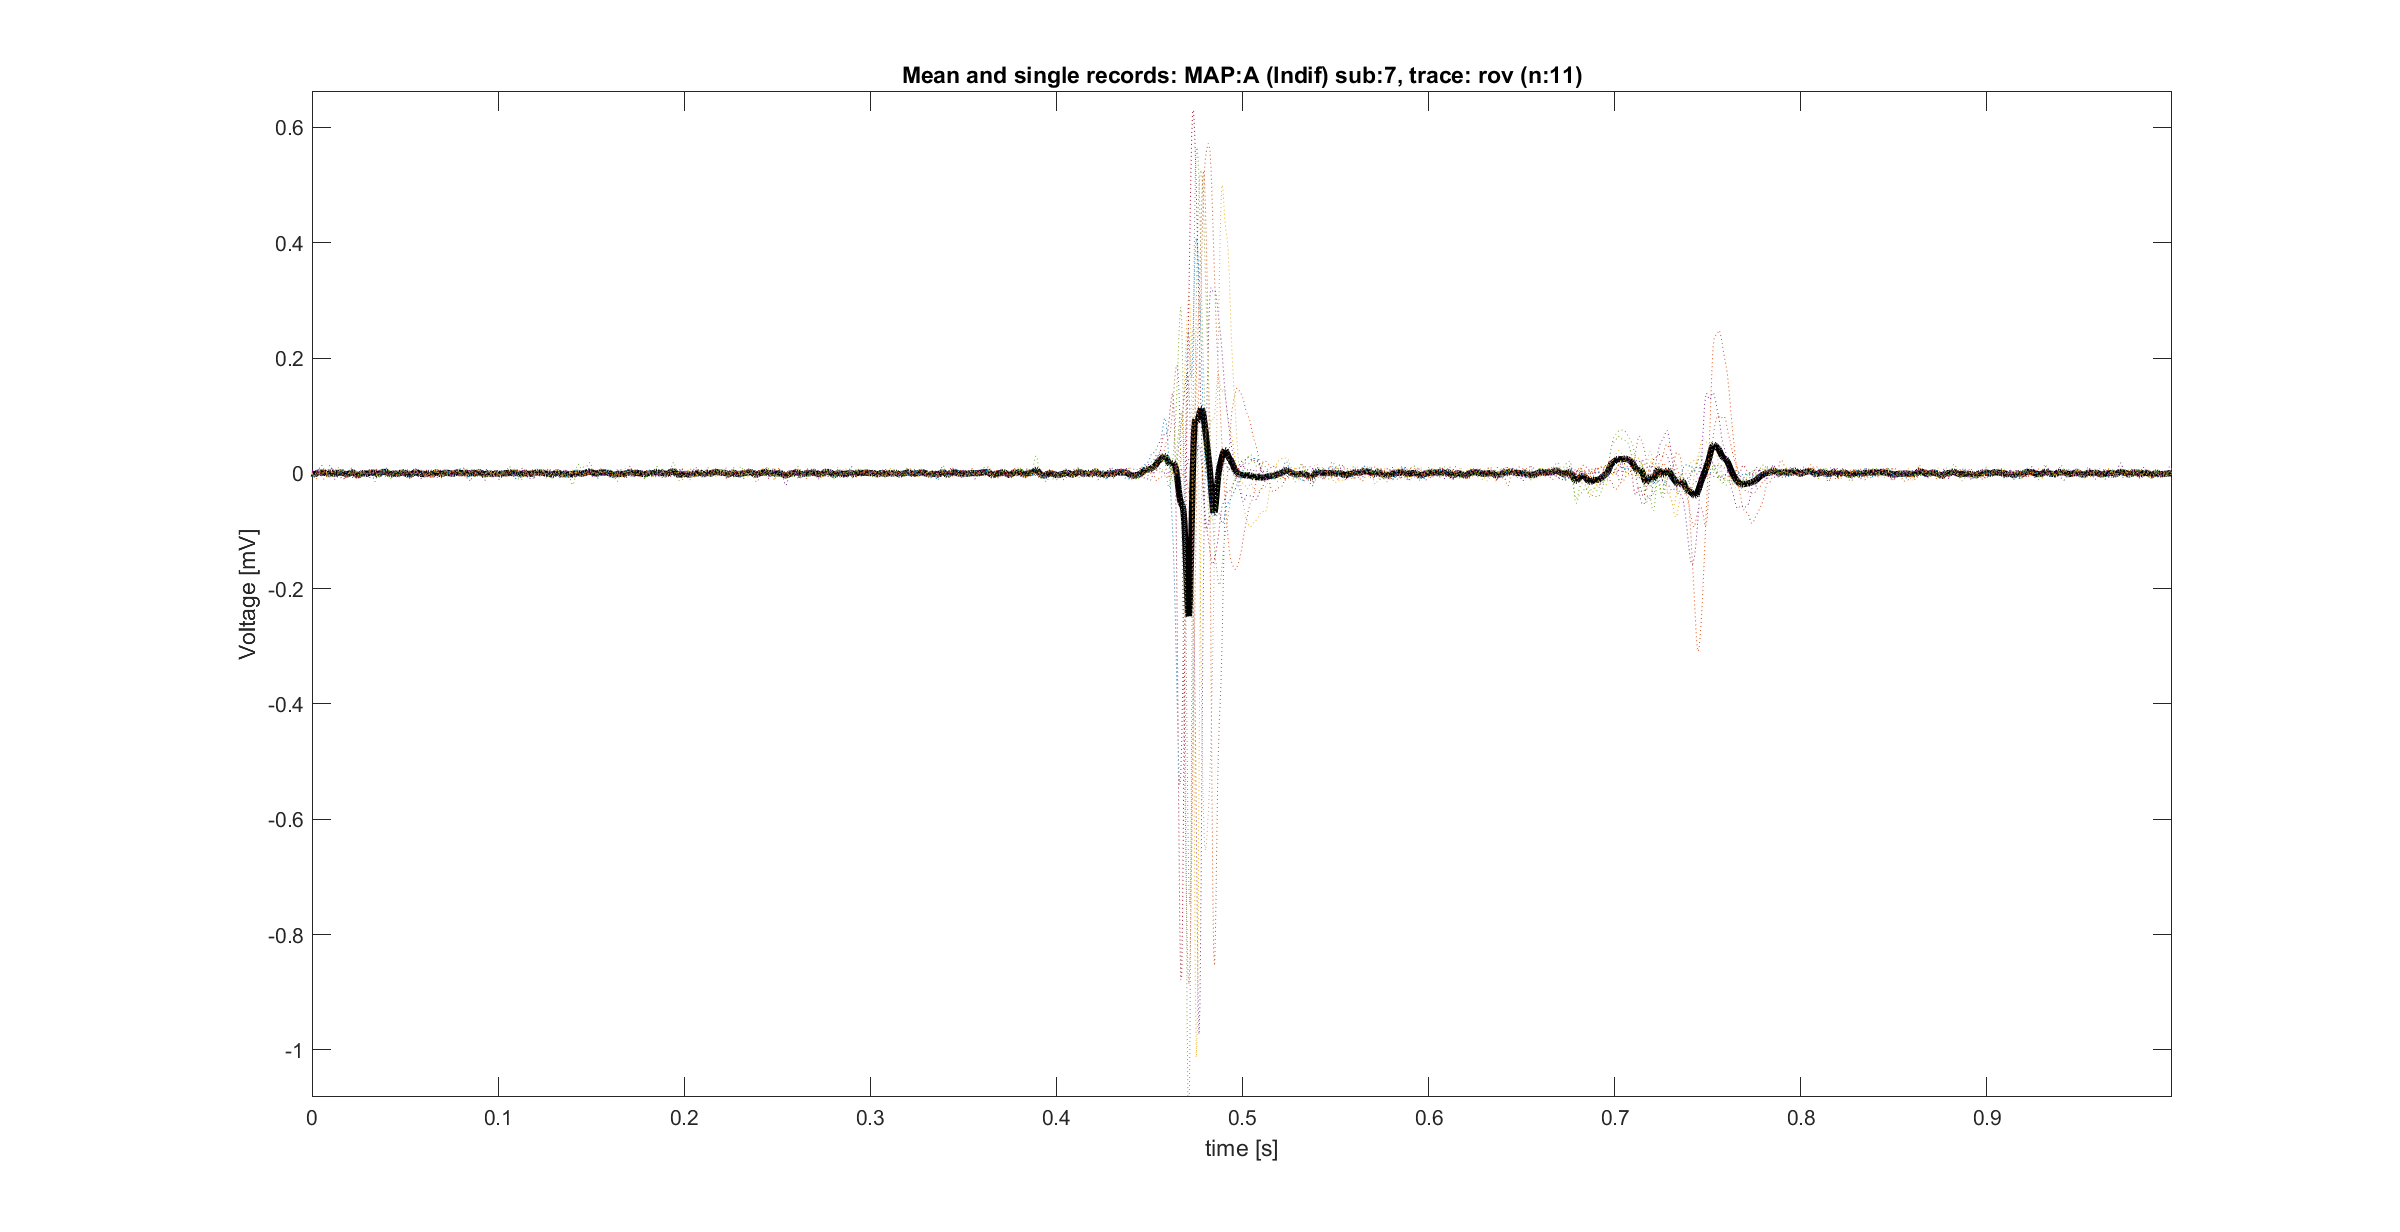 Mean and single records: MAP:A (Indif) sub:7, trace: rov (n:11)
0.6
0.4
0.2
0
-0.2
-0.4
-0.6
-0.8
-1
Voltage [mV]
0 0.1 0.2 0.3 0.4 0.5 0.6 0.7 0.8 0.9
time [s]